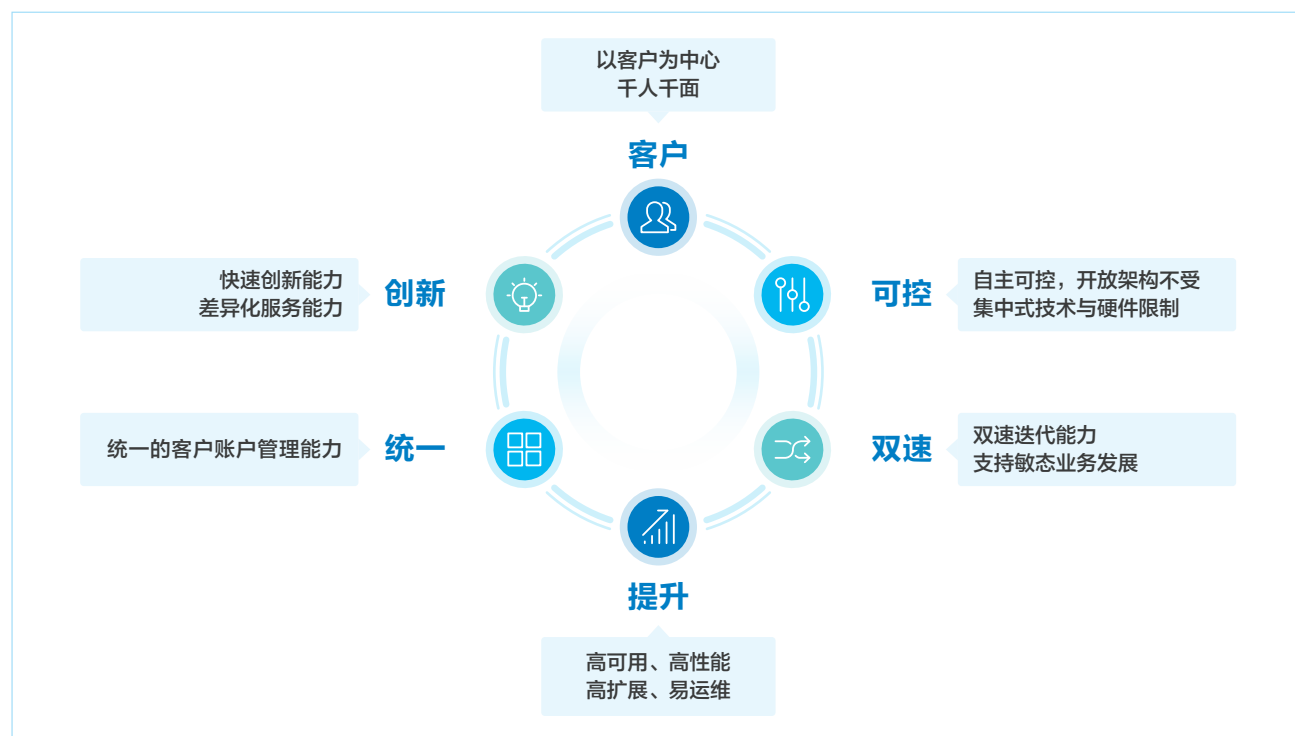 以客户为中心
千人千面
客户
快速创新能力
差异化服务能力
创新
可控
自主可控，开放架构不受
集中式技术与硬件限制
统一的客户账户管理能力
统一
双速
双速迭代能力
支持敏态业务发展
提升
高可用、高性能
高扩展、易运维